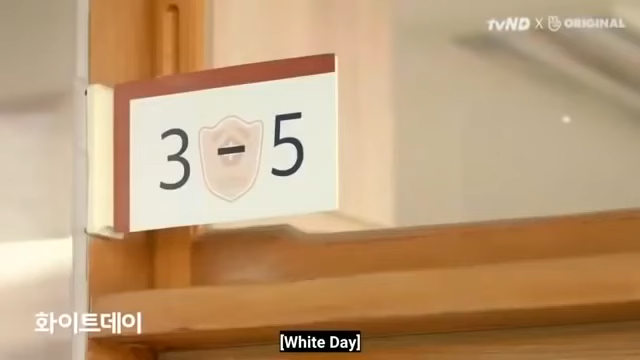 tvND X ORIGINAL
3-5
화이트데이
[White Day]